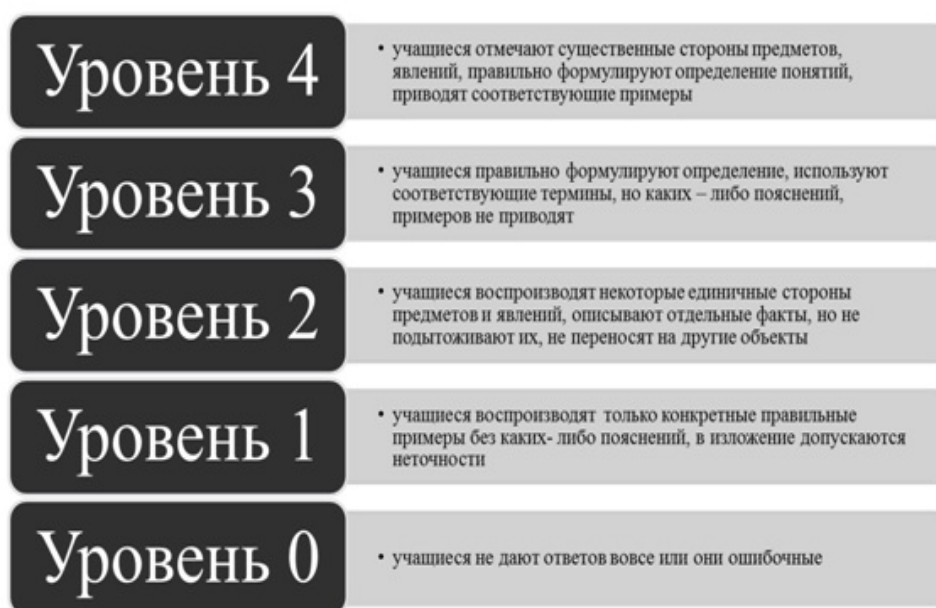 Уровень 4
• учащиеся отмечают существенные стороны предметов,
явлений, правильно формулируют определение понятий,
приводят соответствующие примеры
Уровень 3
• учащиеся правильно формулируют определение, используют
соответствующие термины, но каких – либо пояснений,
примеров не приводят
Уровень 2
• учащиеся воспроизводят некоторые единичные стороны
предметов и явлений, описывают отдельные факты, но не
подытоживают их, не переносят на другие объекты
Уровень 1
• учащиеся воспроизводят только конкретные правильные
примеры без каких- либо пояснений, в изложение допускаются
неточности
Уровень 0
• учащиеся не дают ответов вовсе или они ошибочные